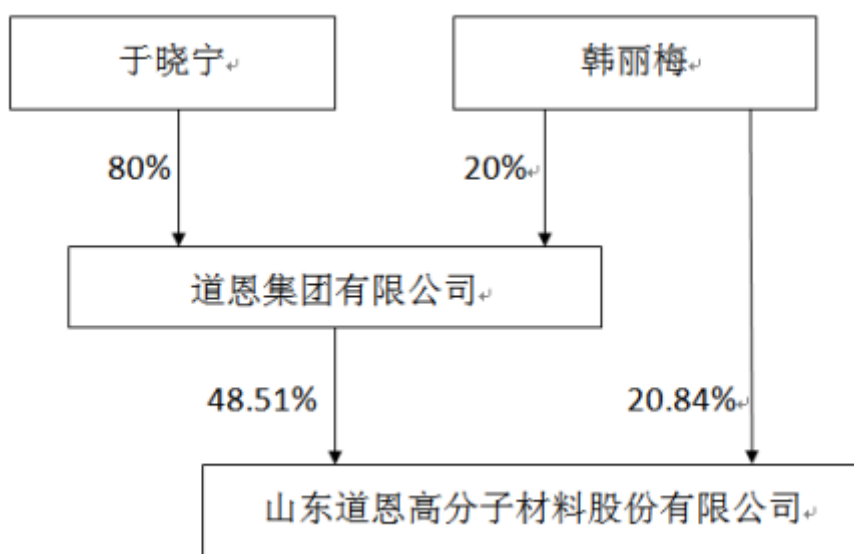 于晓宁
韩丽梅
80%
20%
道恩集团有限公司
48.51%
20.84%
山东道恩高分子材料股份有限公司